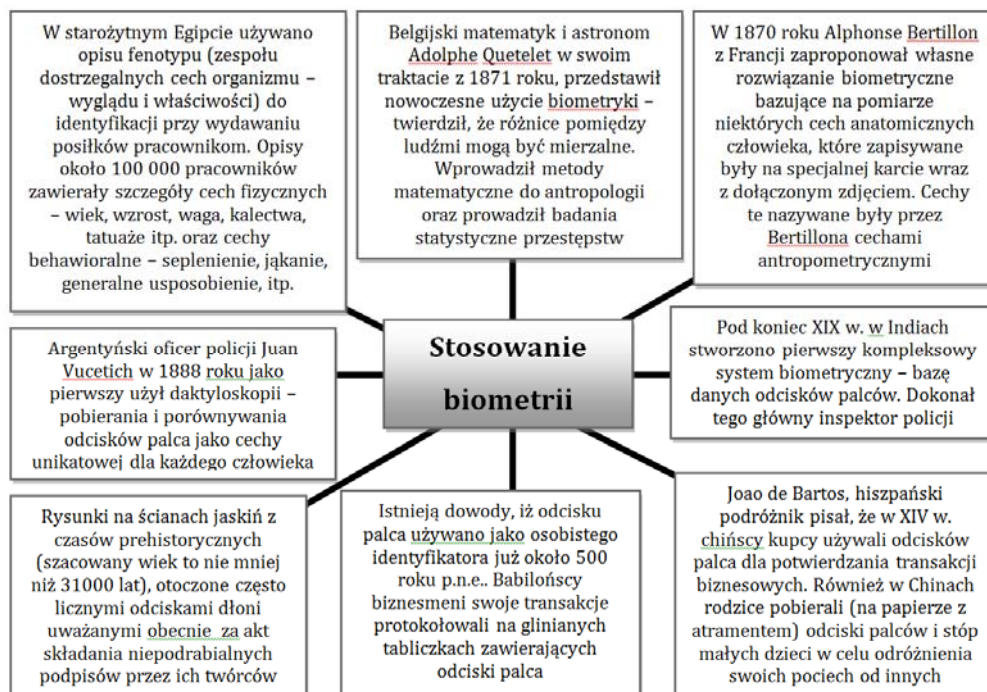 W starożytnym Egipcie używano
opisu fenotypu (zespołu
dostrzegalnych cech organizmu –
wyglądu i właściwości) do
identyfikacji przy wydawaniu
posiłków pracownikom. Opisy
około 100 000 pracowników
zawierały szczegóły cech fizycznych
– wiek, wzrost, waga, kalectwa,
tatuaże itp. oraz cechy
behawioralne – seplenienie, jąkanie,
generalne usposobienie, itp.
Belgijski matematyk i astronom
Adolphe Quetelet w swoim
traktacie z 1871 roku, przedstawił
nowoczesne użycie biometryki –
twierdził, że różnice pomiędzy
ludźmi mogą być mierzalne.
Wprowadził metody
matematyczne do antropologii
oraz prowadził badania
statystyczne przestępstw
W 1870 roku Alphonse Bertillon
z Francji zaproponował własne
rozwiązanie biometryczne
bazujące na pomiarze
niektórych cech anatomicznych
człowieka, które zapisywane
były na specjalnej karcie wraz
z dołączonym zdjęciem. Cechy
te nazywane były przez
Bertillona cechami
antropometrycznymi
Argentyński oficer policji Juan
Vucetich w 1888 roku jako
pierwszy użył daktyloskopii –
pobierania i porównywania
odcisków palca jako cechy
unikatowej dla każdego człowieka
Stosowanie
biometrii
Pod koniec XIX w. w Indiach
stworzono pierwszy kompleksowy
system biometryczny – bazę
danych odcisków palców. Dokonał
tego główny inspektor policji
Rysunki na ścianach jaskiń z
czasów prehistorycznych
(szacowany wiek to nie mniej
niż 31000 lat), otoczone często
licznymi odciskami dłoni
uważanymi obecnie za akt
składania niepodrabialnych
podpisów przez ich twórców
Istnieją dowody, iż odcisku
palca używano jako osobistego
identyfikatora już około 500
roku p.n.e.. Babilońscy
biznesmeni swoje transakcje
protokołowali na glinianych
tabliczkach zawierających
odciski palca
Joao de Bartos, hiszpański
podróżnik pisał, że w XIV w.
chińscy kupcy używali odcisków
palca dla potwierdzania transakcji
biznesowych. Również w Chinach
rodzice pobierali (na papierze z
atramentem) odciski palców i stóp
małych dzieci w celu odróżnienia
swoich pociech od innych